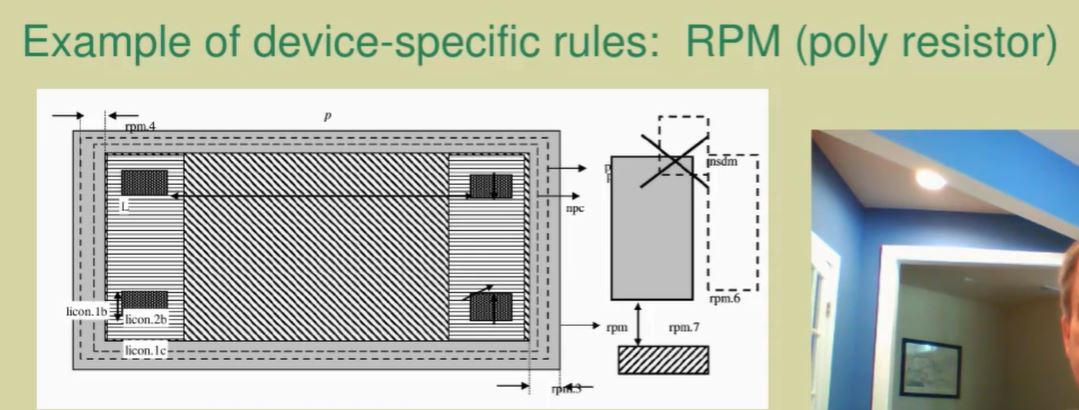 Example of device-specific rules: RPM (poly resistor)
rpm.4
p
nsdm
L
npc
rpm.6
licon.1b
licon.2b
rpm
rpm.7
licon.1c
rpm.3